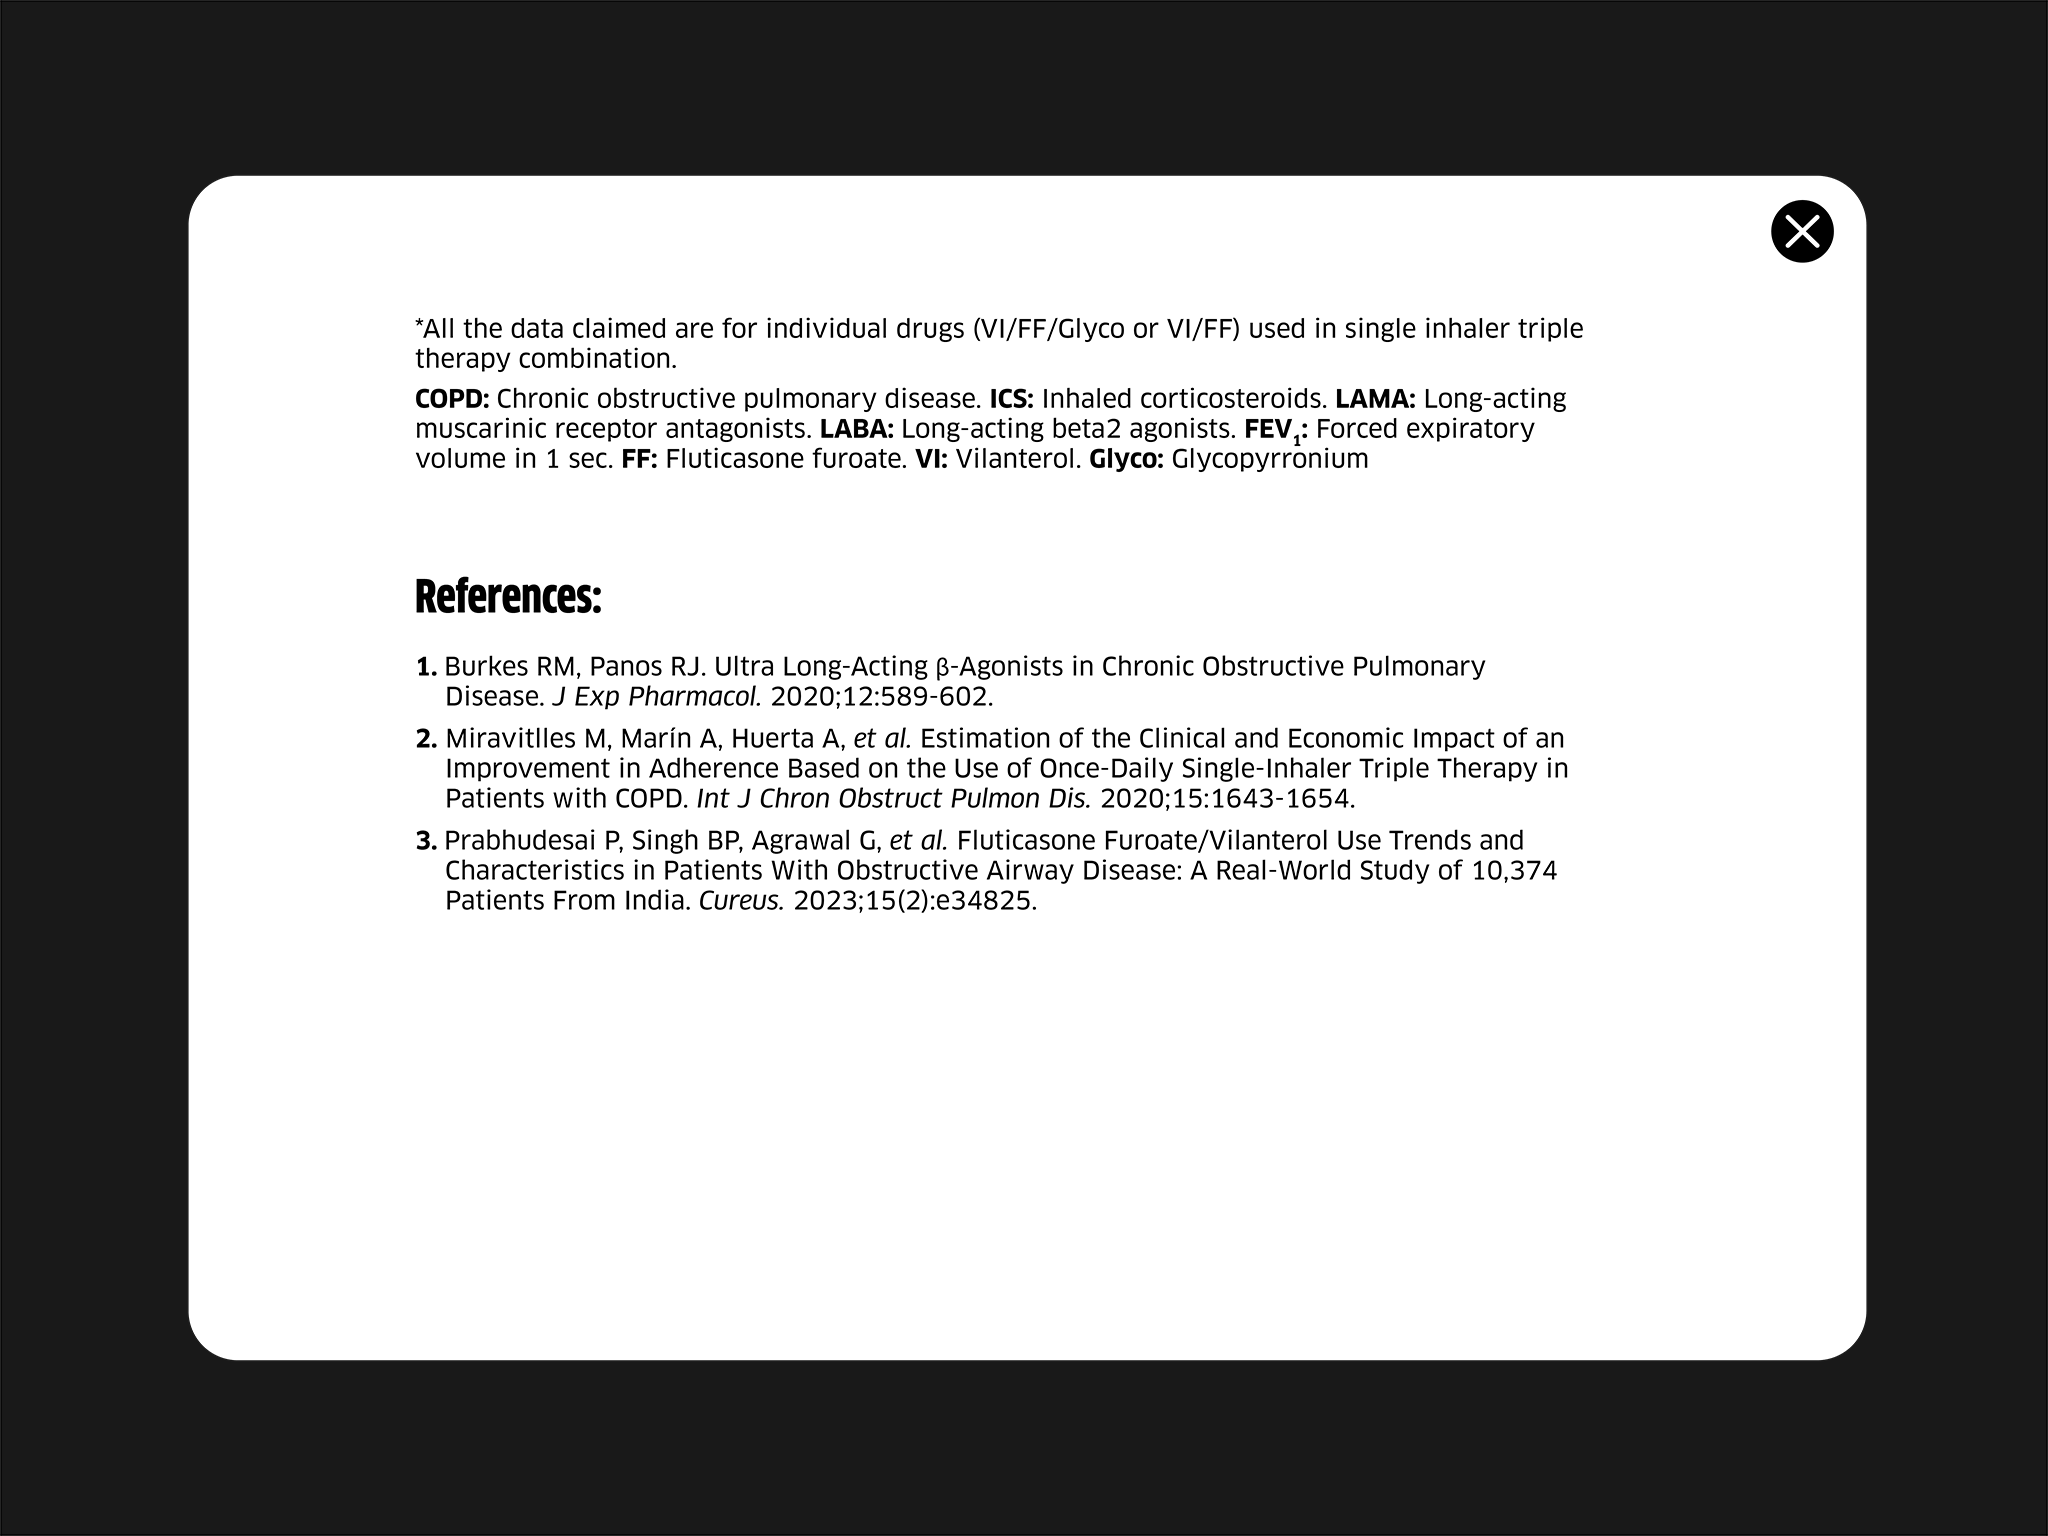 *All the data claimed are for individual drugs (VI/FF/Glyco or VI/FF) used in single inhaler triple
therapy combination.
COPD: Chronic obstructive pulmonary disease. ICS: Inhaled corticosteroids. LAMA: Long-acting
muscarinic receptor antagonists. LABA: Long-acting beta2 agonists. FEV₁: Forced expiratory
volume in 1 sec. FF: Fluticasone furoate. VI: Vilanterol. Glyco: Glycopyrronium
References:
1. Burkes RM, Panos RJ. Ultra Long-Acting β-Agonists in Chronic Obstructive Pulmonary
Disease. J Exp Pharmacol. 2020;12:589-602.
2. Miravitlles M, Marín A, Huerta A, et al. Estimation of the Clinical and Economic Impact of an
Improvement in Adherence Based on the Use of Once-Daily Single-Inhaler Triple Therapy in
Patients with COPD. Int J Chron Obstruct Pulmon Dis. 2020;15:1643-1654.
3. Prabhudesai P, Singh BP, Agrawal G, et al. Fluticasone Furoate/Vilanterol Use Trends and
Characteristics in Patients With Obstructive Airway Disease: A Real-World Study of 10,374
Patients From India. Cureus. 2023;15(2):e34825.